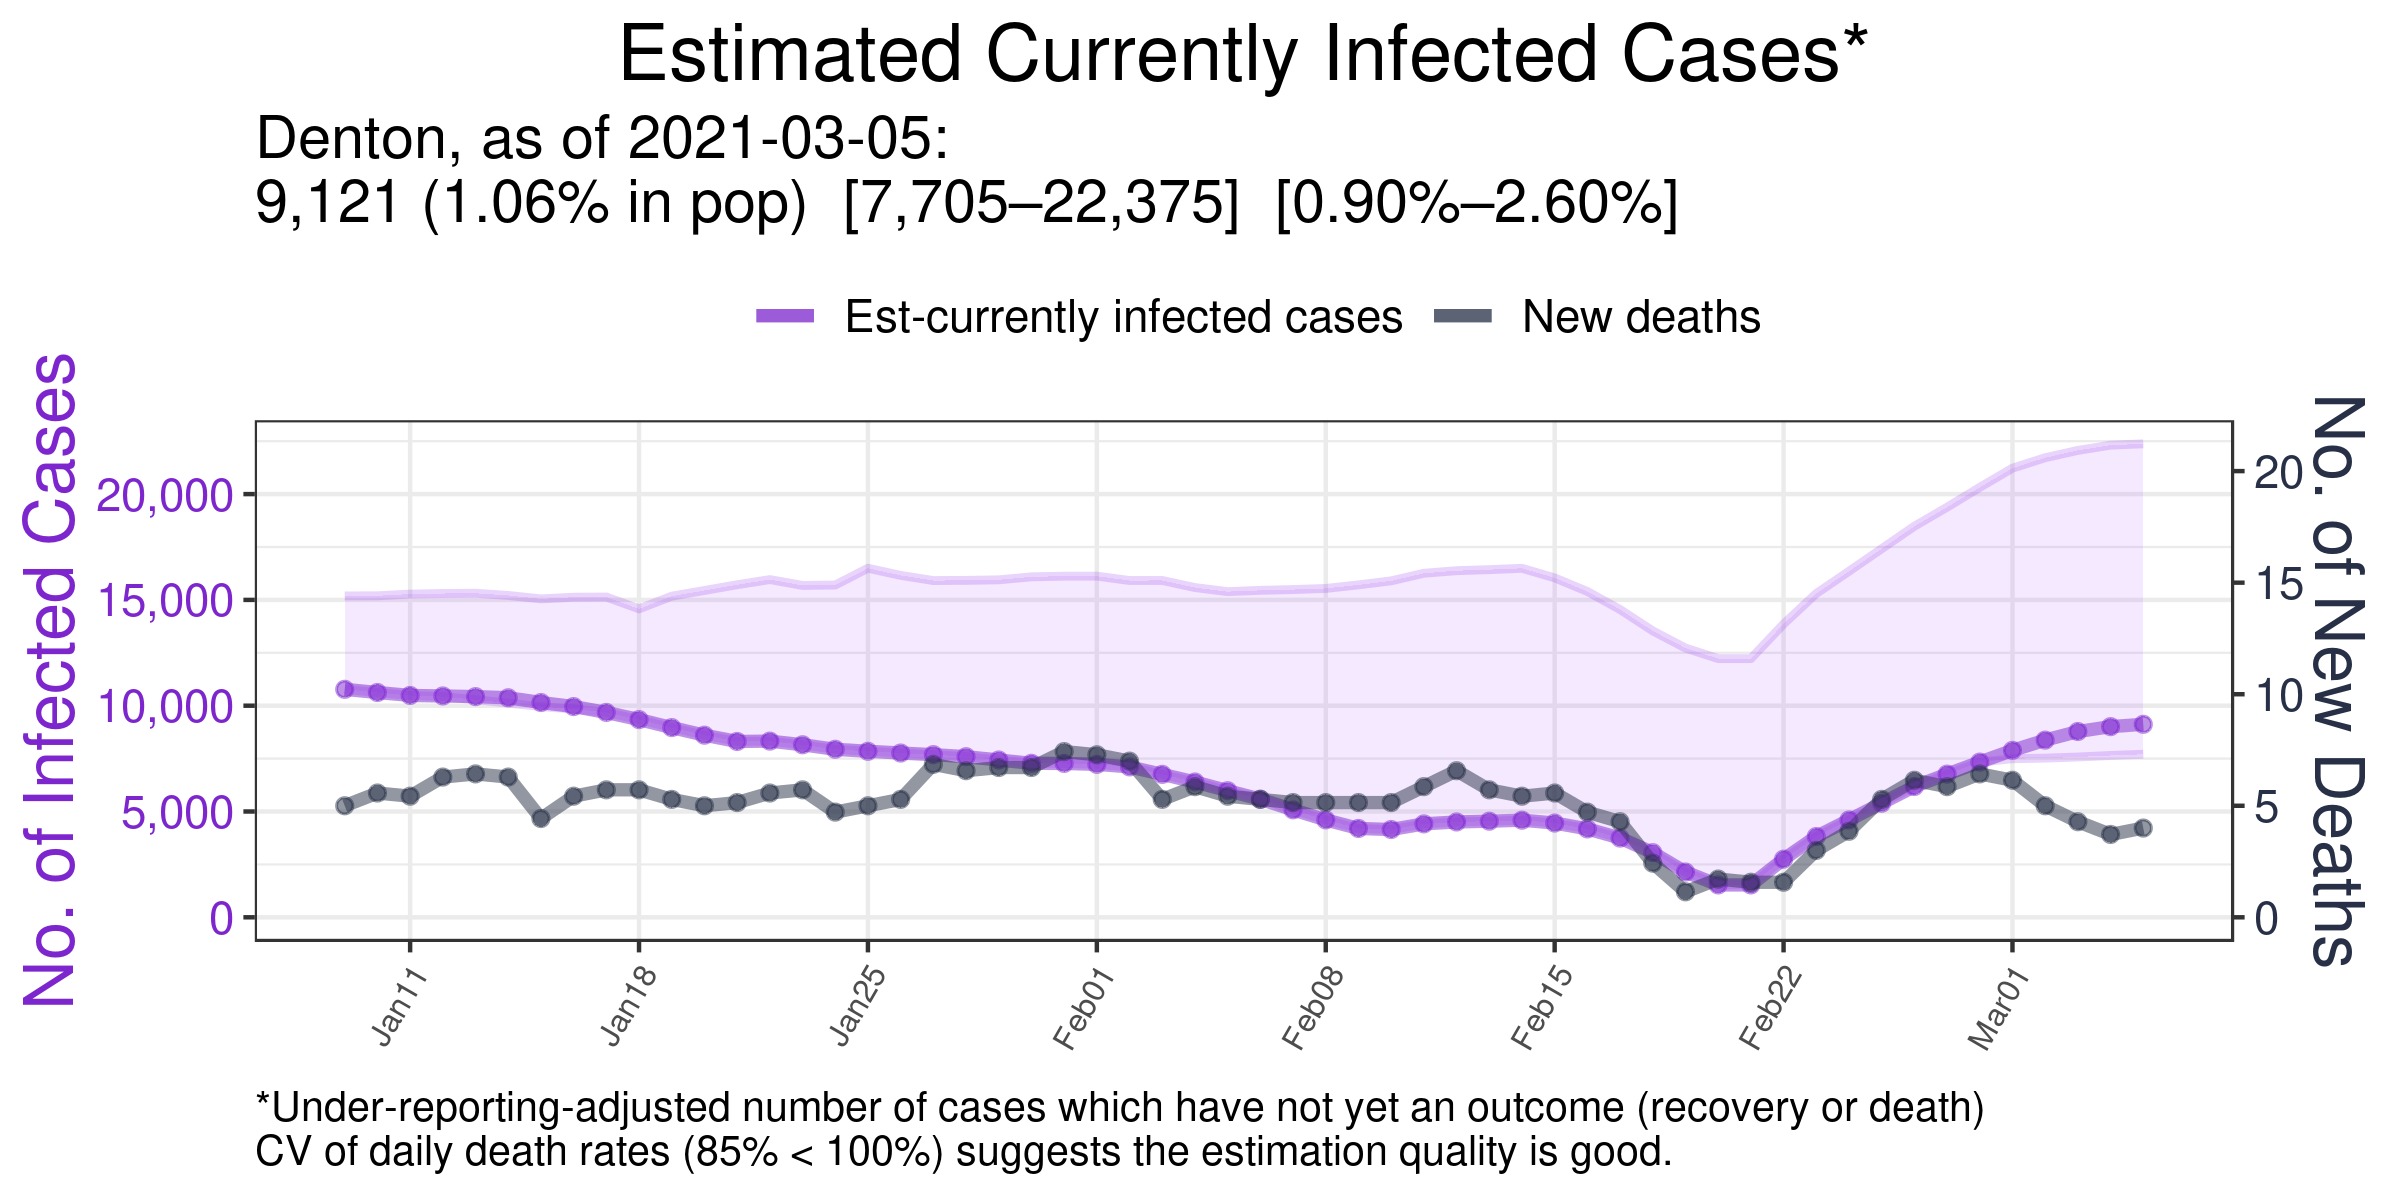 Estimated Currently Infected Cases*
Denton, as of 2021-03-05:
9,121 (1.06% in pop)  [7,705–22,375]  [0.90%–2.60%]
Est-currently infected cases
New deaths
No. of Infected Cases
20,000
15,000
10,000
5,000
0
No. of New Deaths
20
15
10
5
0
Jan11
Jan18
Jan25
Feb01
Feb08
Feb15
Feb22
Mar01
*Under-reporting-adjusted number of cases which have not yet an outcome (recovery or death)
CV of daily death rates (85% < 100%) suggests the estimation quality is good.